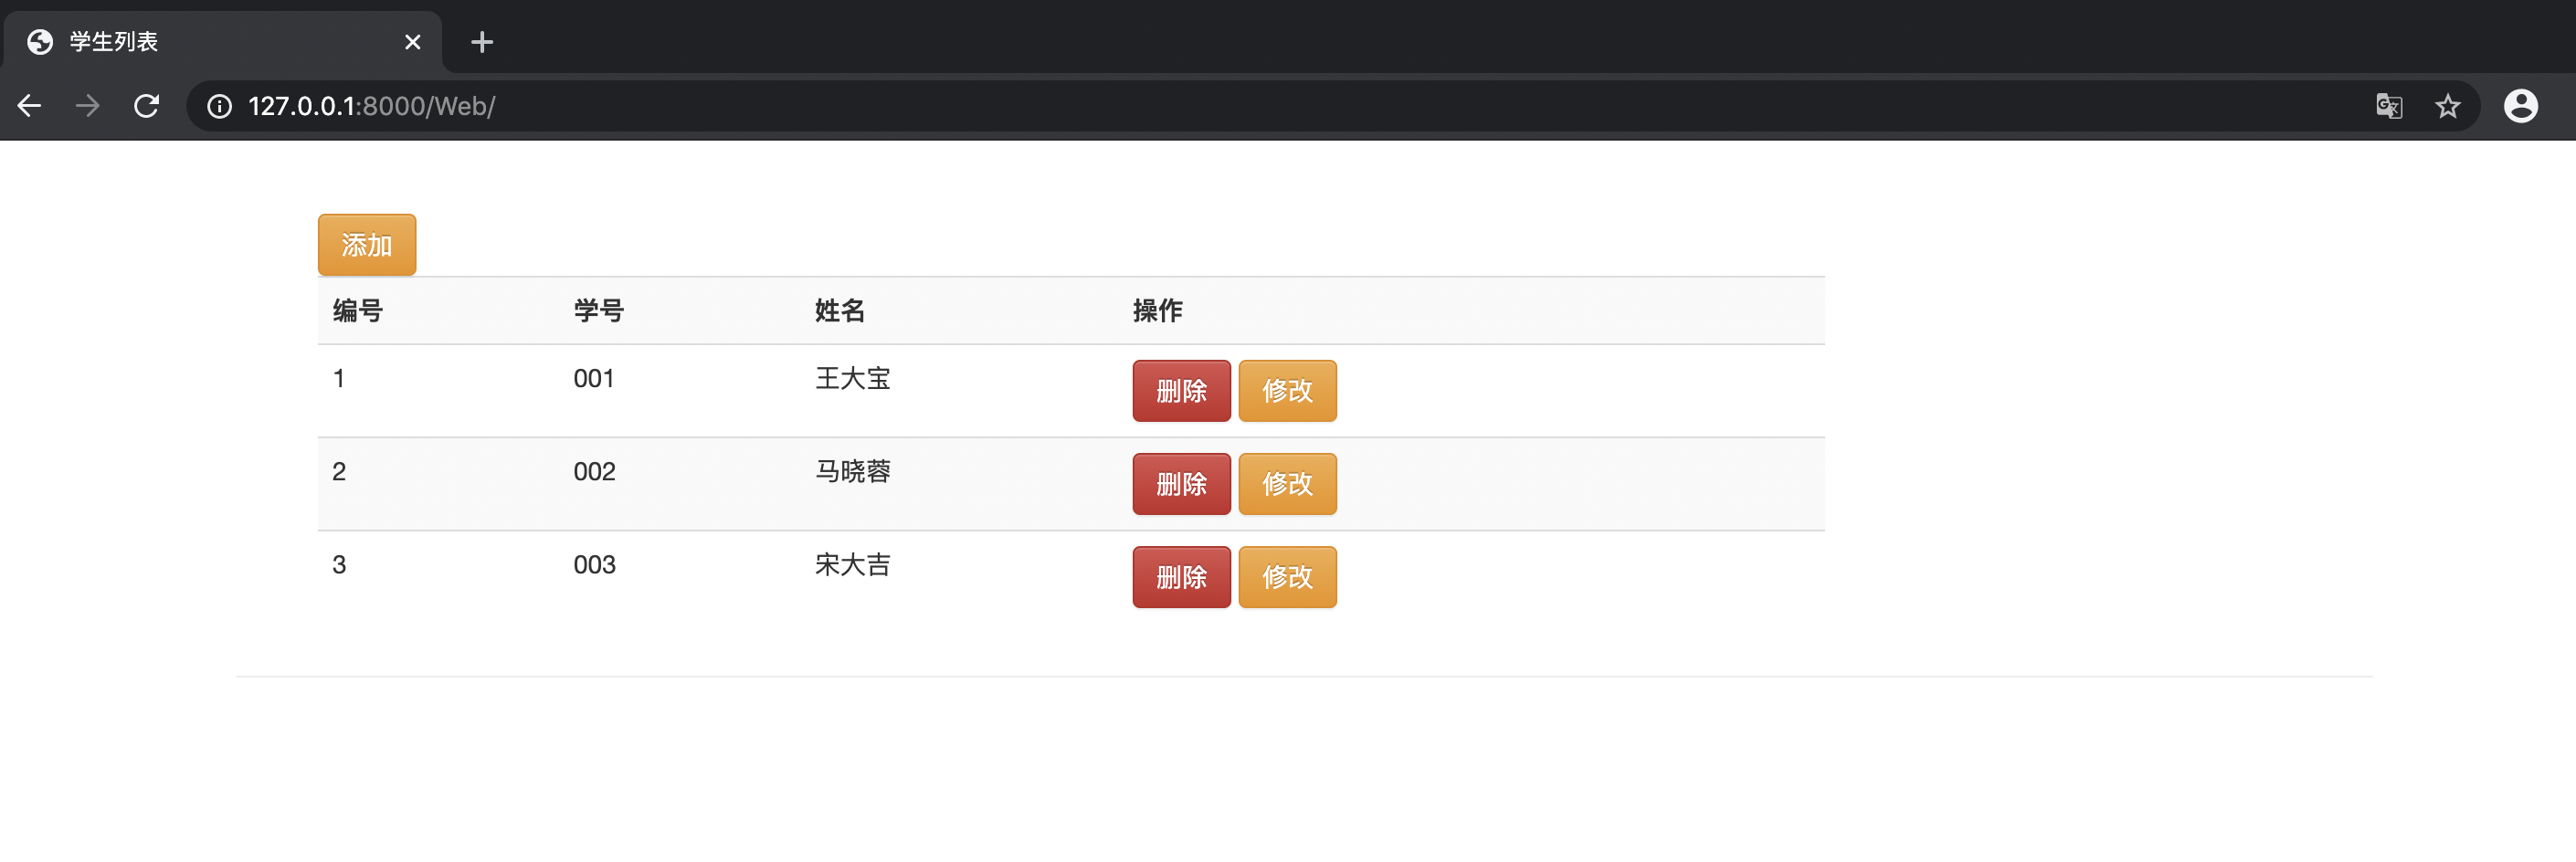 学生列表
127.0.0.1:8000/Web/
添加
编号 学号 姓名 操作
1 001 王大宝 删除 修改
2 002 马晓蓉 删除 修改
3 003 宋大吉 删除 修改